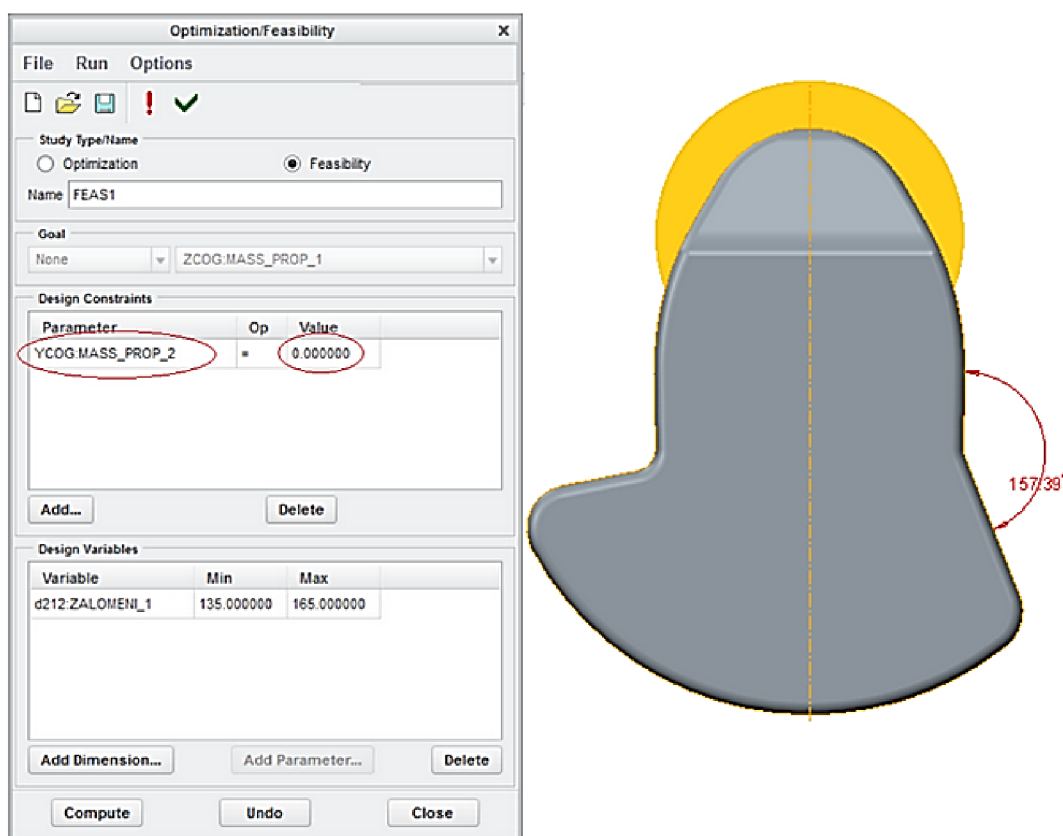 Optimization/Feasibility x
File Run Options
Study Type/Name
Optimization Feasibility
Name FEAS1
Goal
None ZCOG:MASS_PROP_1
Design Constraints
Parameter Op Value
YCOG:MASS_PROP_2 = 0.000000
Add... Delete
Design Variables
Variable Min Max
d212:ZALOMENI_1 135.000000 165.000000
Add Dimension... Add Parameter... Delete
Compute Undo Close
157.39°